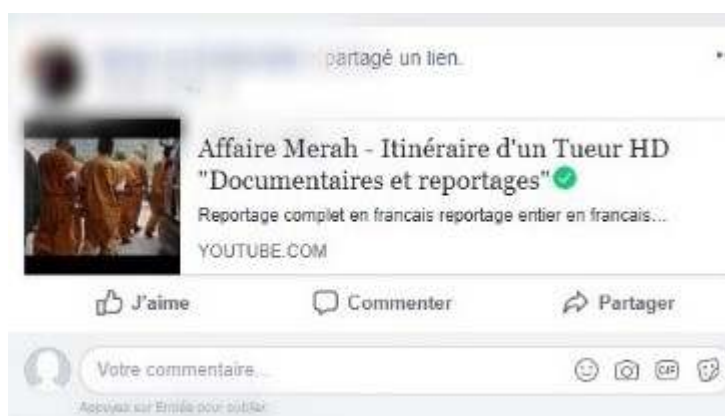 partagé un lien.
Affaire Merah - Itinéraire d'un Tueur HD
"Documentaires et reportages"
Reportage complet en francais reportage entier en francais...
YOUTUBE.COM
J'aime Commenter Partager
Votre commentaire...
GIF
Appuyez sur Entrée pour publier.